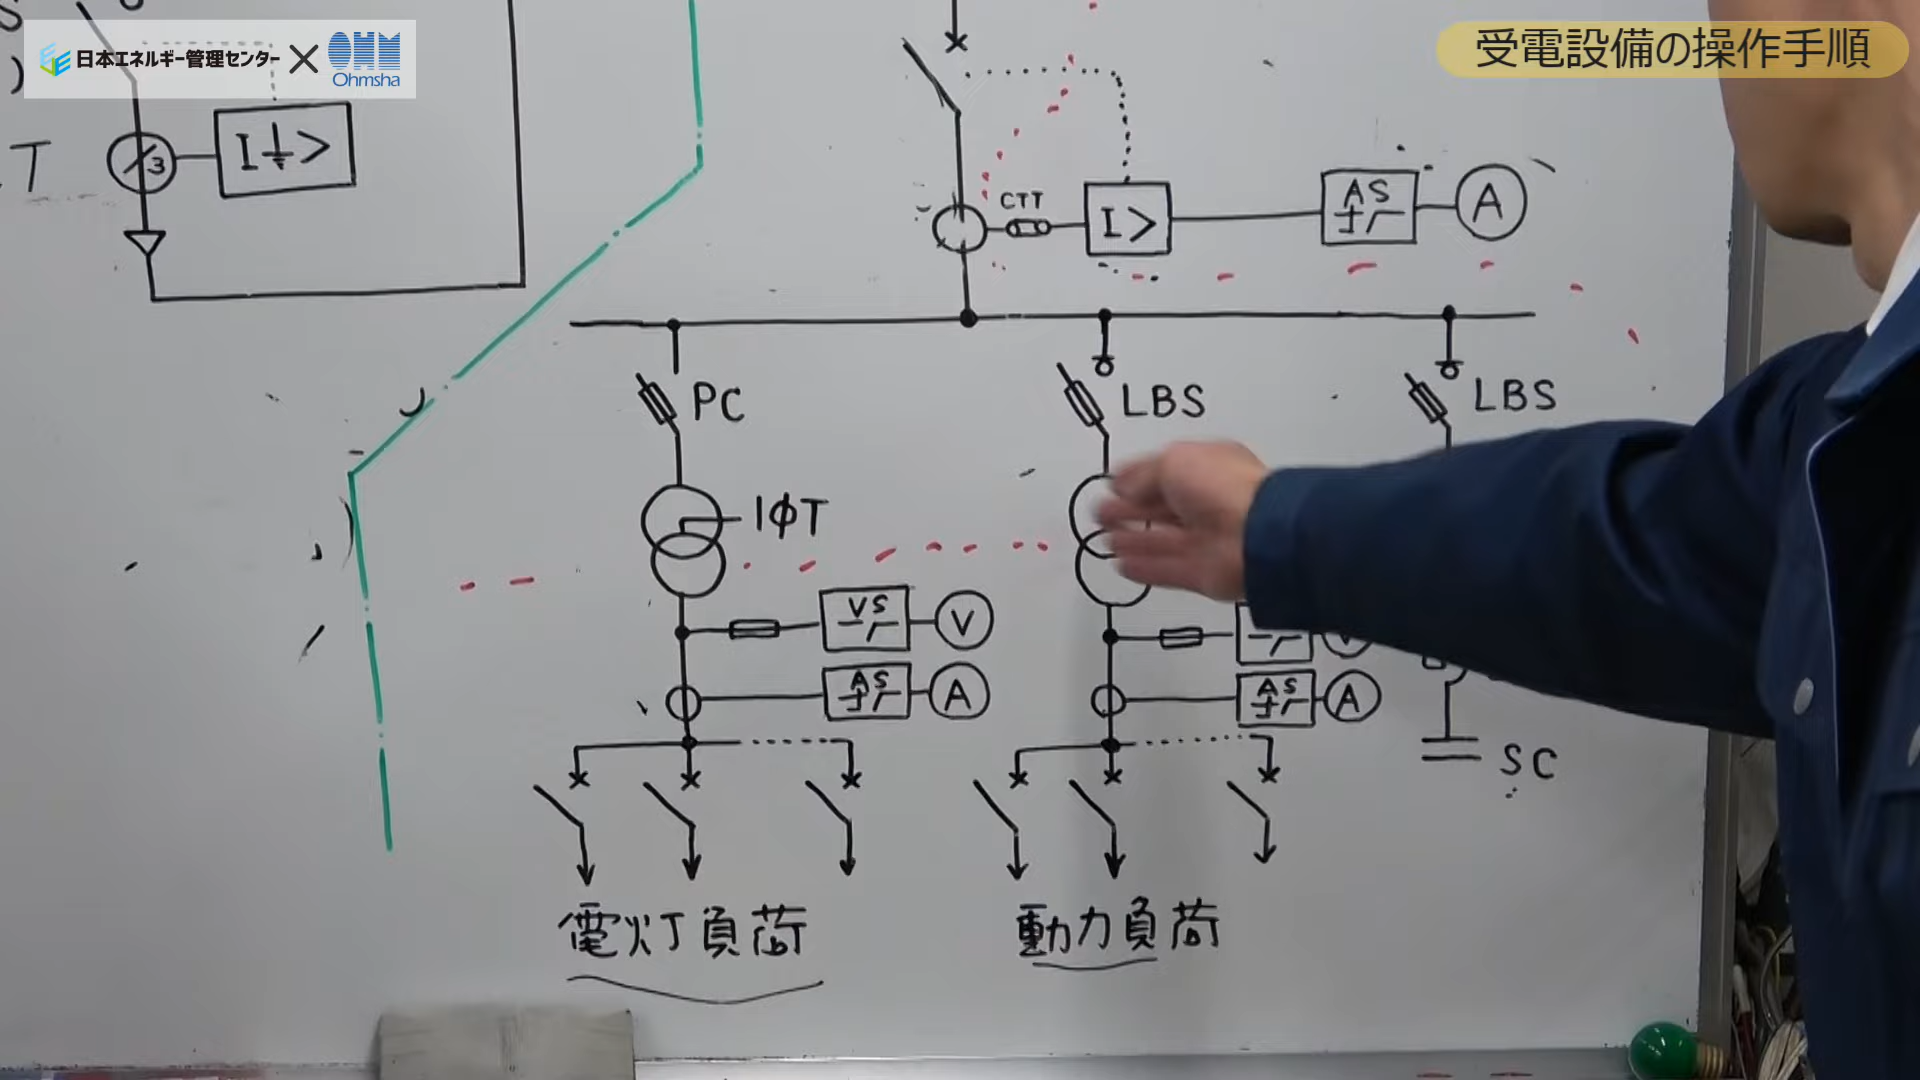 日本エネルギー管理センター × OHM Ohmsha
受電設備の操作手順
T
3
I >
CTT
I >
AS
A
PC
LBS
LBS
1φT
VS
V
AS
A
AS
A
SC
電灯負荷
動力負荷